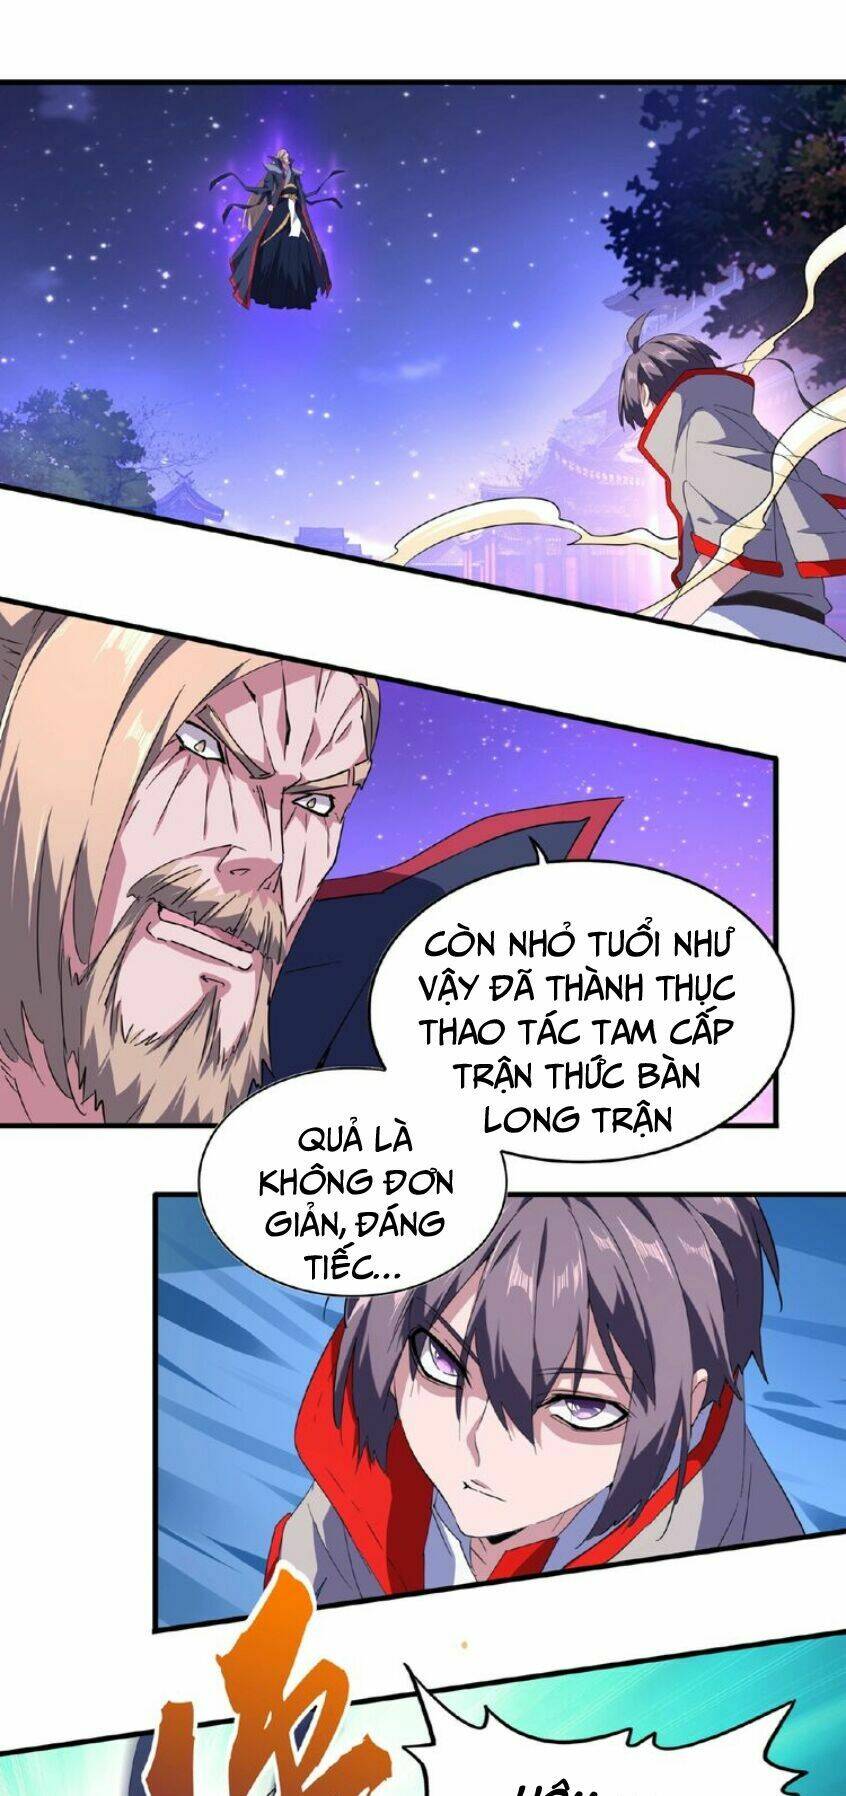 CÒN NHỎ TUỔI NHƯ
VẬY ĐÃ THÀNH THỤC
THAO TÁC TAM CẤP
TRẬN THỨC BÀN
LONG TRẬN
QUẢ LÀ
KHÔNG ĐƠN
GIẢN, ĐÁNG
TIẾC...